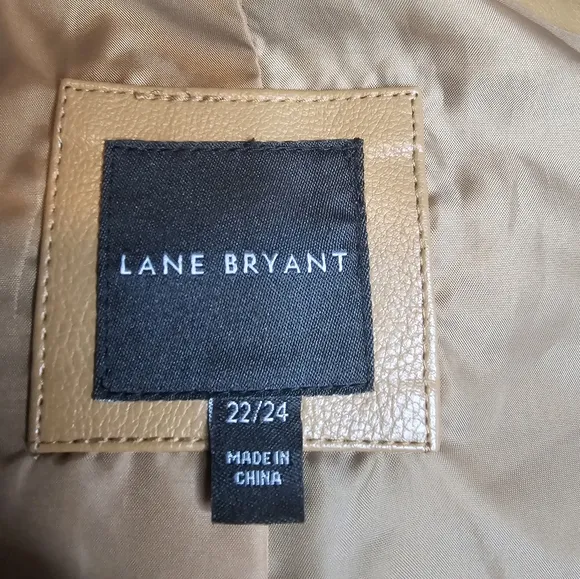 LANE BRYANT
22/24
MADE IN
CHINA